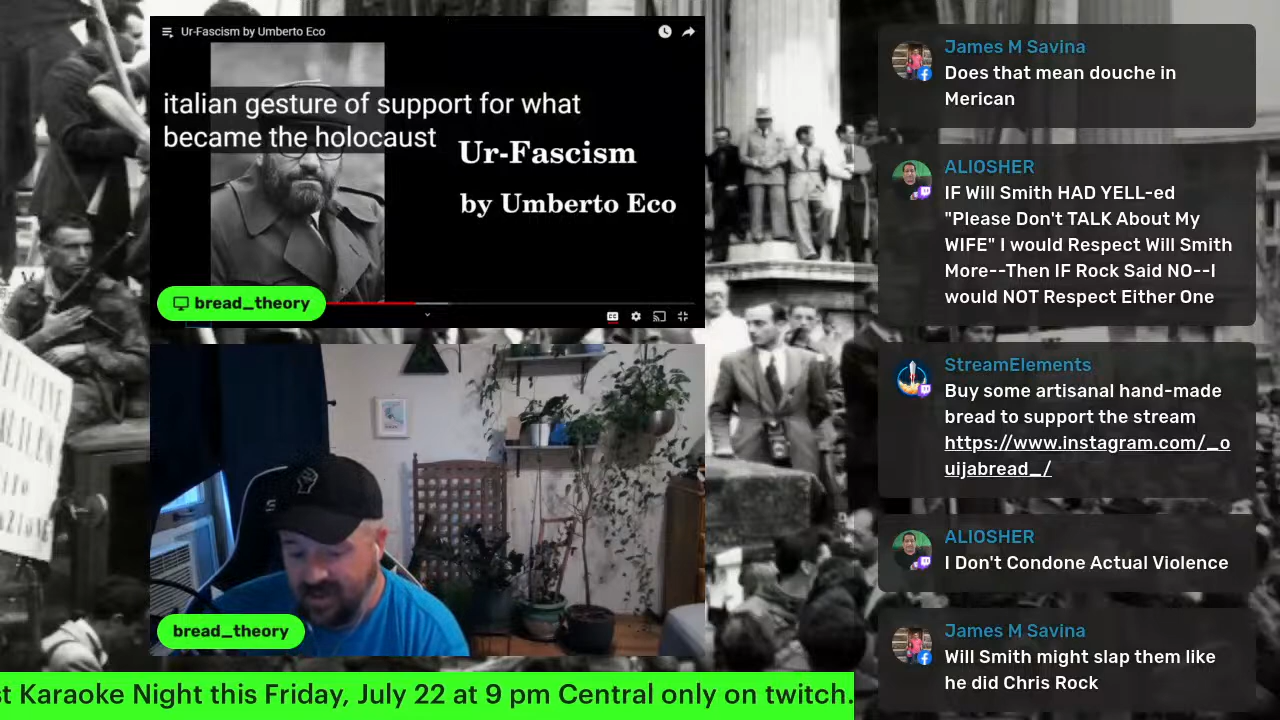 Ur-Fascism by Umberto Eco
italian gesture of support for what
became the holocaust
Ur-Fascism
by Umberto Eco
bread_theory
bread_theory
st Karaoke Night this Friday, July 22 at 9 pm Central only on twitch.
James M Savina
Does that mean douche in
Merican
ALIOSHER
IF Will Smith HAD YELL-ed
"Please Don't TALK About My
WIFE" I would Respect Will Smith
More--Then IF Rock Said NO--I
would NOT Respect Either One
StreamElements
Buy some artisanal hand-made
bread to support the stream
https://www.instagram.com/_o
uijabread_/
ALIOSHER
I Don't Condone Actual Violence
James M Savina
Will Smith might slap them like
he did Chris Rock